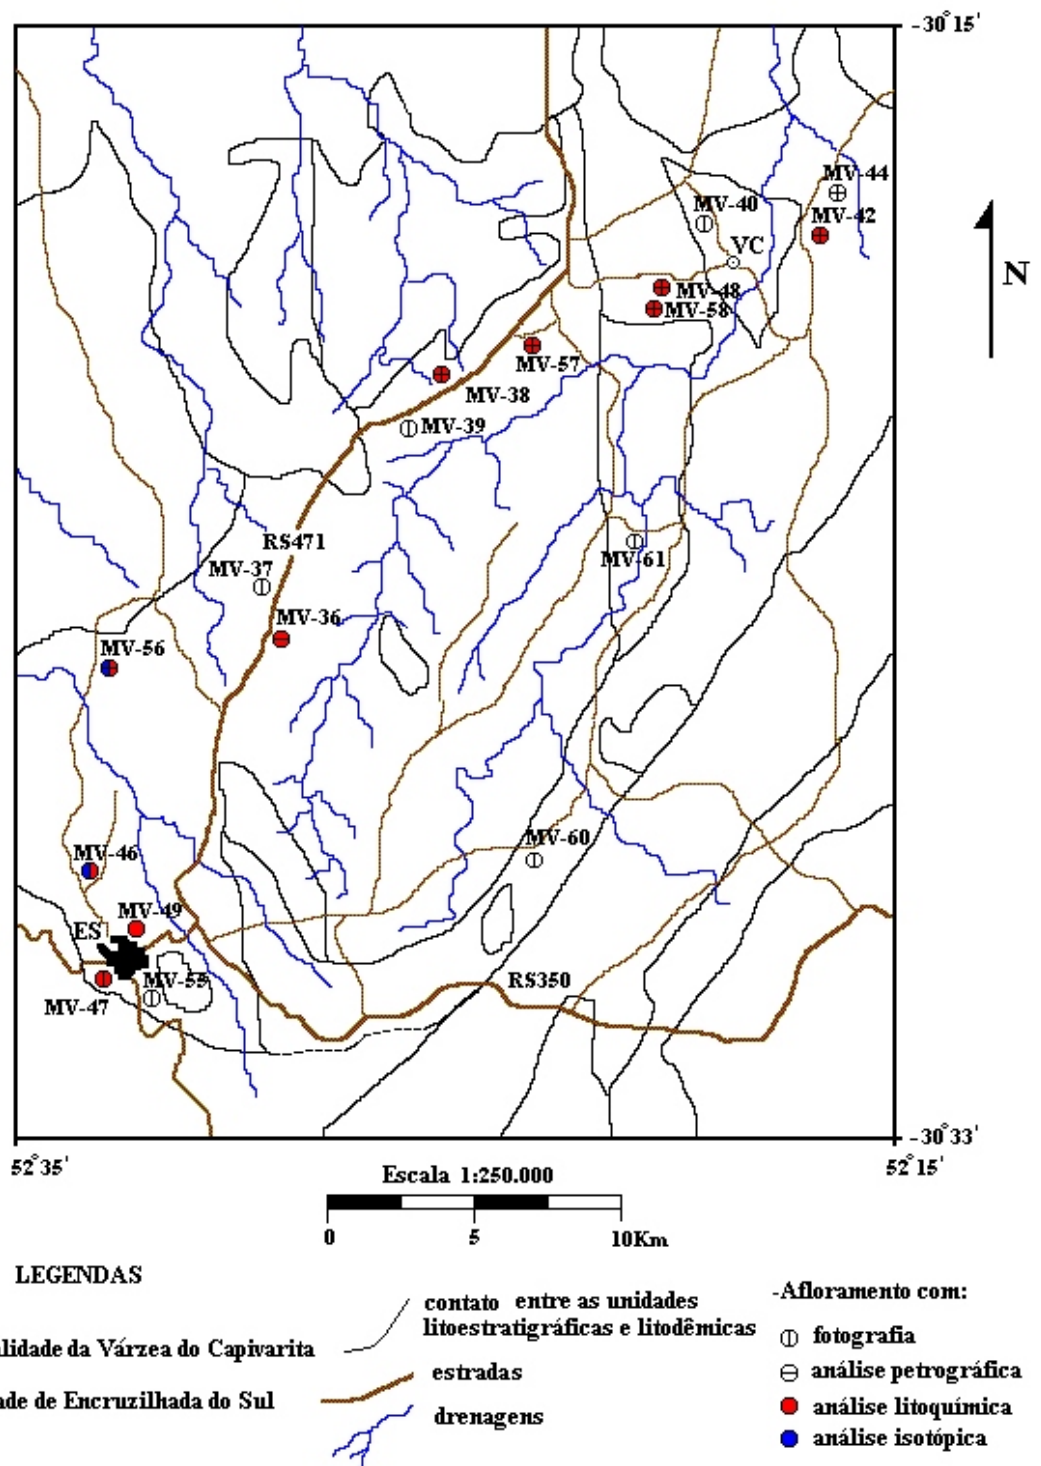 -30°15'
MV-44
MV-40
MV-42
VC
N
MV-48
MV-58
MV-57
MV-38
MV-39
RS471
MV-61
MV-37
MV-36
MV-56
MV-60
MV-46
MV-49
ES
RS350
MV-55
MV-47
-30°33'
52°35'
52°15'
Escala 1:250.000
0
5
10Km
LEGENDAS
-Afloramento com:
contato entre as unidades
litoestratigráficas e litodêmicas
fotografia
lidade da Várzea do Capivarita
estradas
análise petrográfica
ade de Encruzilhada do Sul
análise litoquímica
drenagens
análise isotópica